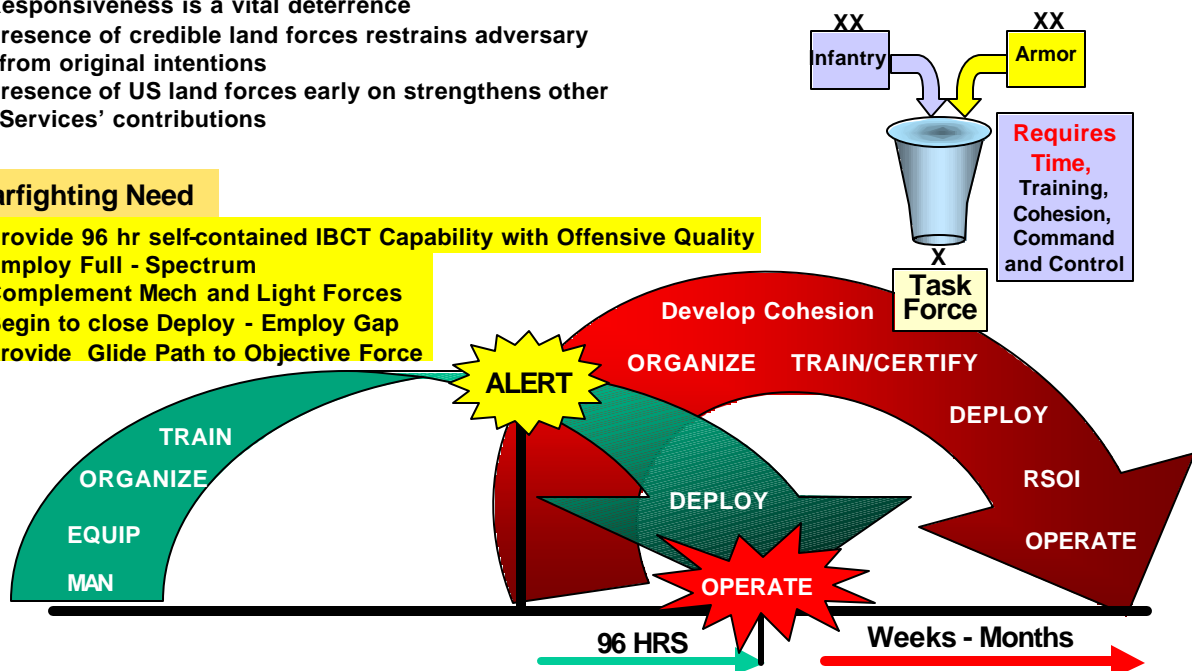 esponsiveness is a vital deterrence
resence of credible land forces restrains adversary
from original intentions
resence of US land forces early on strengthens other
Services’ contributions
arfighting Need
rovide 96 hr self-contained IBCT Capability with Offensive Quality
mploy Full - Spectrum
omplement Mech and Light Forces
egin to close Deploy - Employ Gap
rovide Glide Path to Objective Force
XX
Infantry
XX
Armor
Requires
Time,
Training,
Cohesion,
Command
and Control
X
Task
Force
Develop Cohesion
ORGANIZE TRAIN/CERTIFY
DEPLOY
RSOI
OPERATE
ALERT
TRAIN
ORGANIZE
EQUIP
MAN
DEPLOY
OPERATE
96 HRS
Weeks - Months